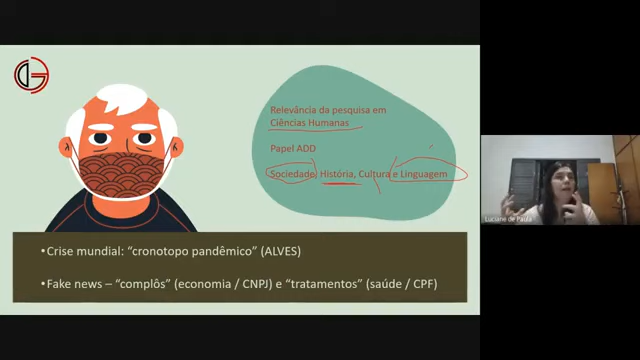 Relevância da pesquisa em
Ciências Humanas
Papel ADD
Sociedade, História, Cultura e Linguagem
•Crise mundial: “cronotopo pandêmico” (ALVES)
•Fake news – “complôs” (economia / CNPJ) e “tratamentos” (saúde / CPF)
Luciane de Paula